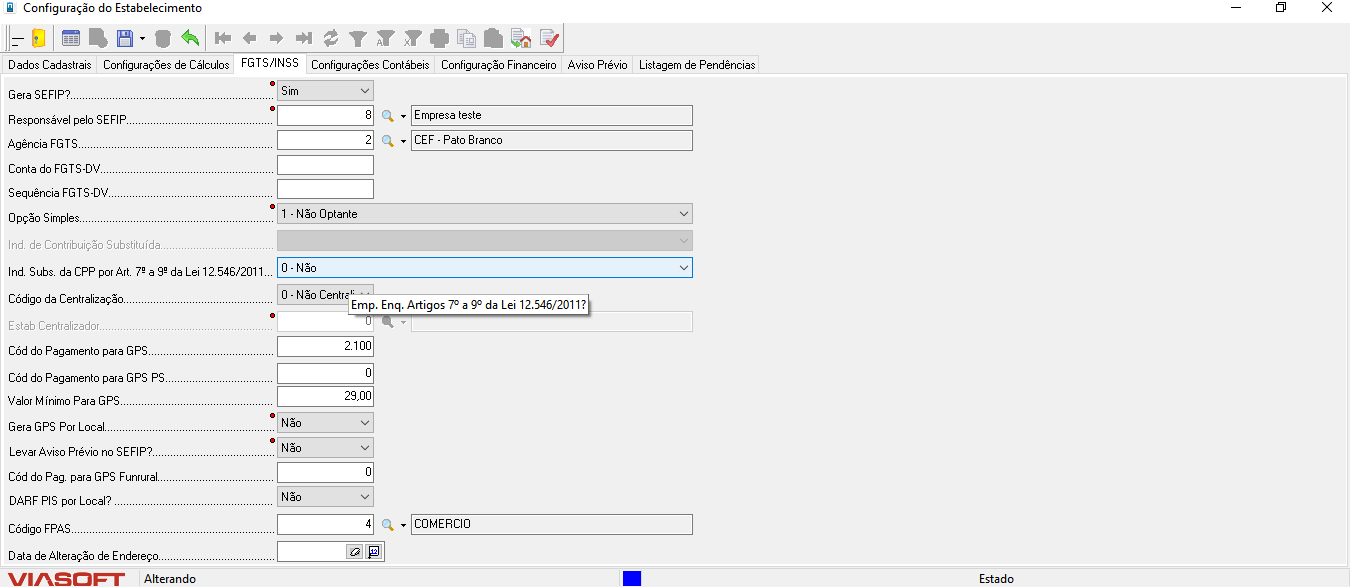 Configuração do Estabelecimento
Dados Cadastrais Configurações de Cálculos FGTS/INSS Configurações Contábeis Configuração Financeiro Aviso Prévio Listagem de Pendências
Gera SEFIP? Sim
Responsável pelo SEFIP 8 Empresa teste
Agência FGTS 2 CEF - Pato Branco
Conta do FGTS-DV
Sequência FGTS-DV
Opção Simples 1 - Não Optante
Ind. de Contribuição Substituída
Ind. Subs. da CPP por Art. 7º a 9º da Lei 12.546/2011... 0 - Não
Código da Centralização 0 - Não Centrali
Emp. Enq. Artigos 7º a 9º da Lei 12.546/2011?
Estab Centralizador 0
Cód do Pagamento para GPS 2.100
Cód do Pagamento para GPS PS 0
Valor Mínimo Para GPS 29,00
Gera GPS Por Local Não
Levar Aviso Prévio no SEFIP? Não
Cód do Pag. para GPS Funrural 0
DARF PIS por Local? Não
Código FPAS 4 COMERCIO
Data de Alteração de Endereço 12
VIASOFT Alterando Estado